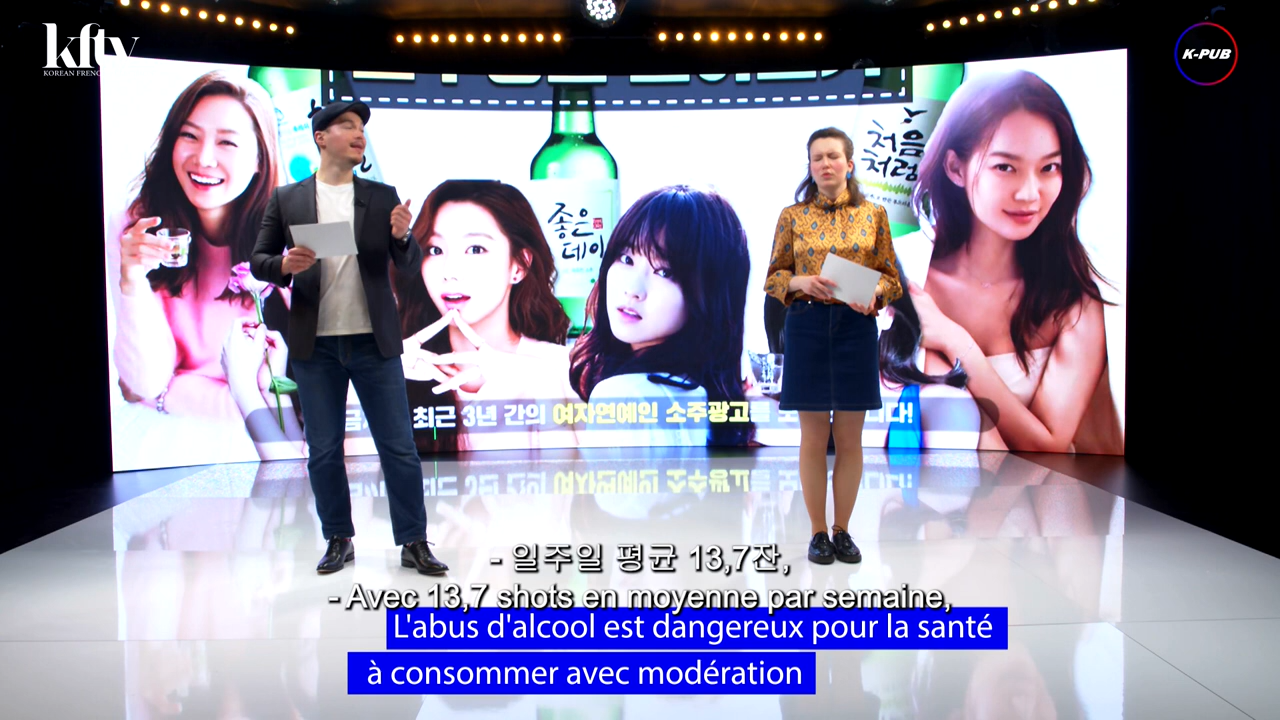 kftv
K-PUB
처음
처럼
좋은
데이
최근 3년 간의 여자연예인 소주광고를
다!
- 일주일 평균 13,7잔,
- Avec 13,7 shots en moyenne par semaine,
L'abus d'alcool est dangereux pour la santé
à consommer avec modération